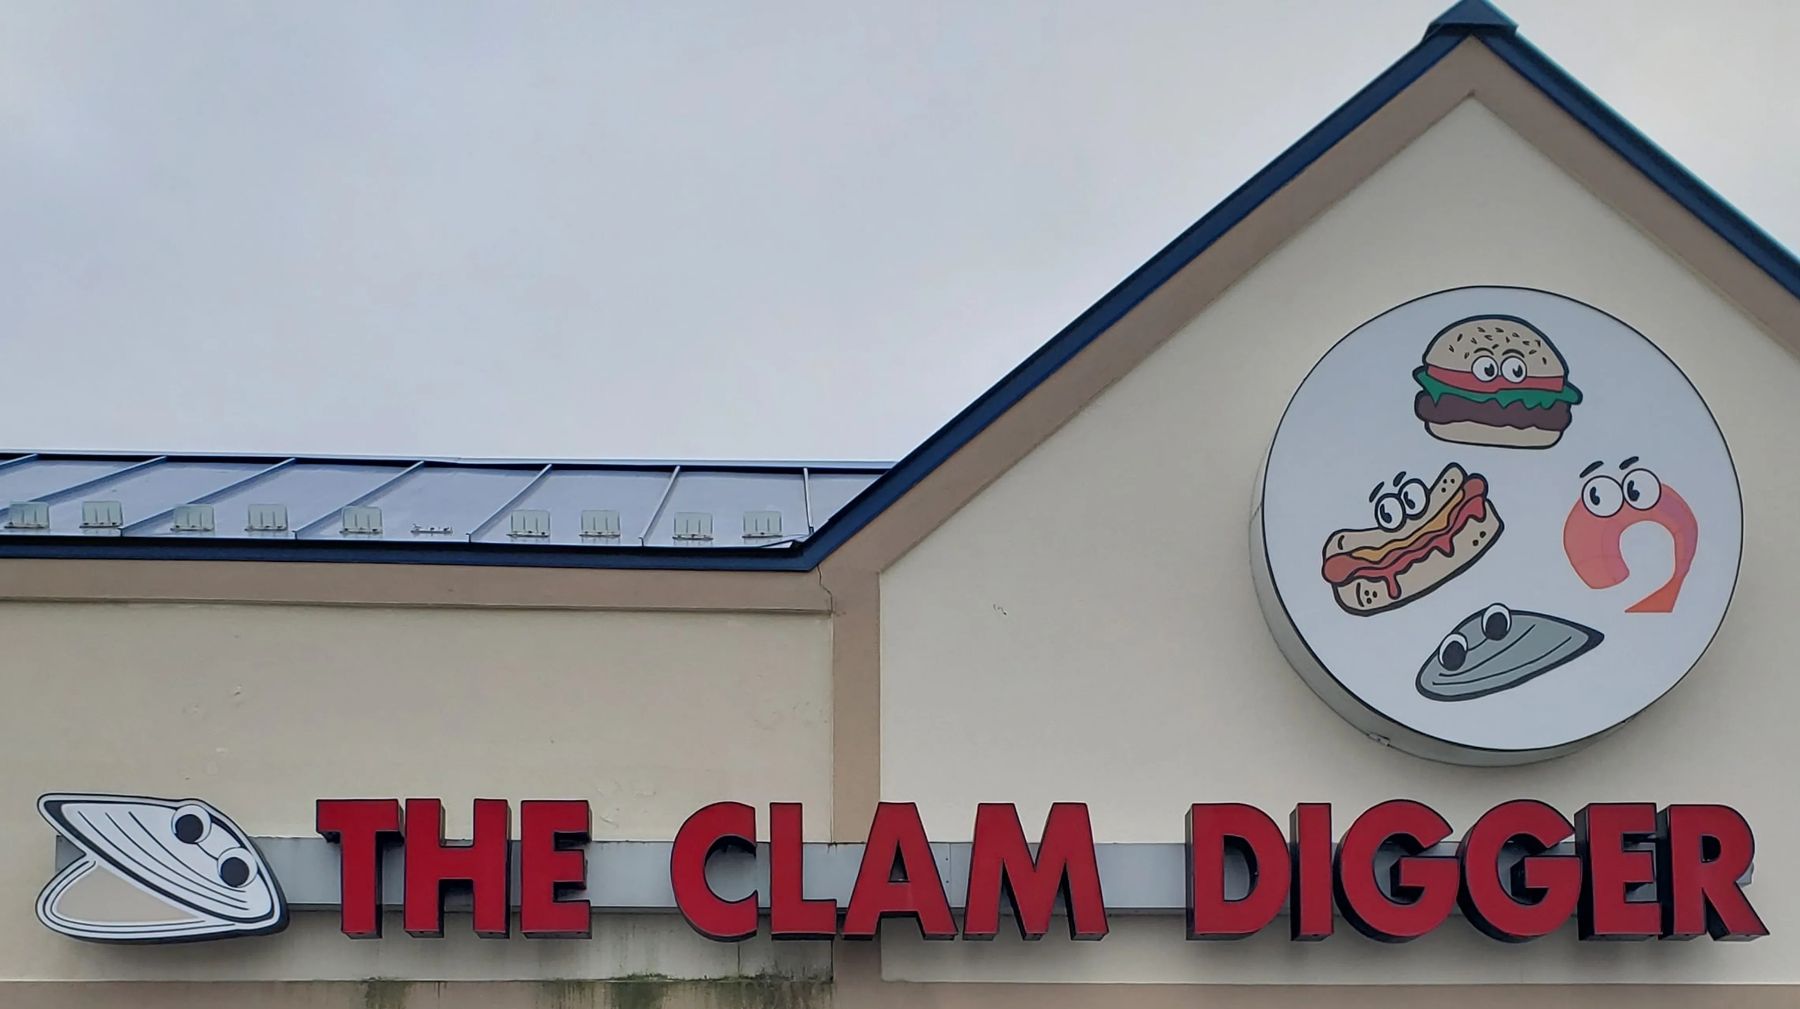 THE CLAM DIGGER